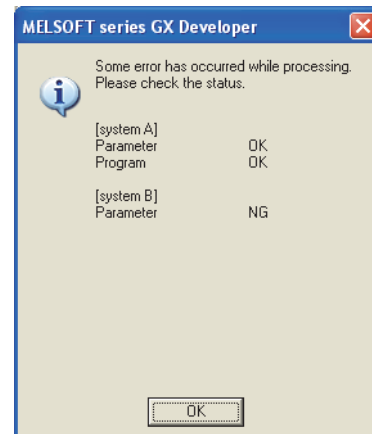 MELSOFT series GX Developer
Some error has occurred while processing.
Please check the status.
[system A]
Parameter OK
Program OK
[system B]
Parameter NG
OK